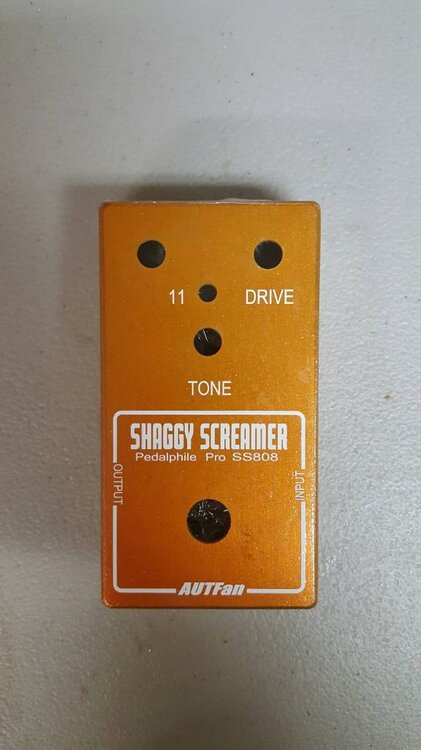 11 DRIVE
TONE
SHAGGY SCREAMER
Pedalphile Pro SS808
OUTPUT
INPUT
AUTFan